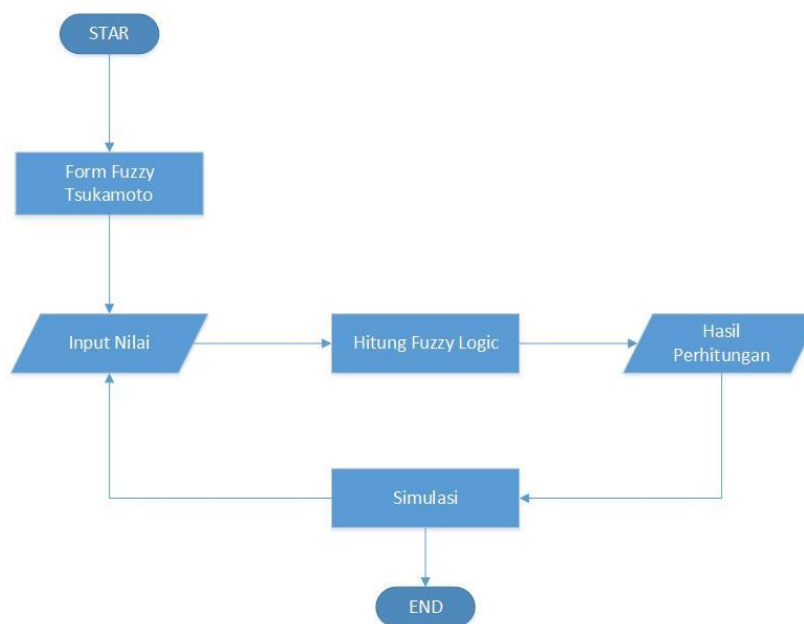 STAR
Form Fuzzy
Tsukamoto
Input Nilai
Hitung Fuzzy Logic
Hasil
Perhitungan
Simulasi
END